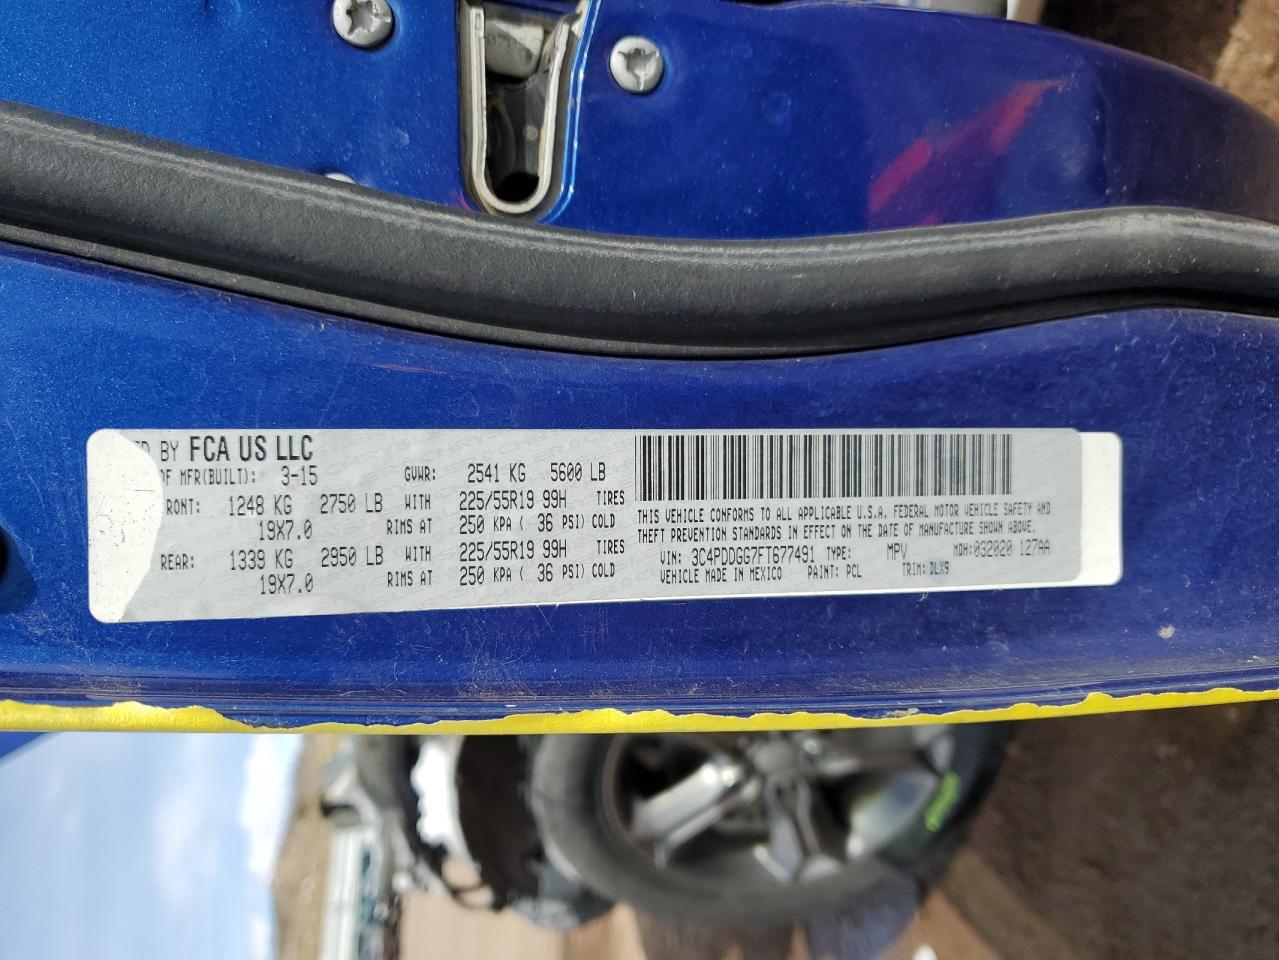 ED BY FCA US LLC
OF MFR(BUILT): 3-15 GVWR: 2541 KG 5600 LB
RONT: 1248 KG 2750 LB WITH 225/55R19 99H TIRES
19X7.0 RIMS AT 250 KPA ( 36 PSI) COLD
REAR: 1339 KG 2950 LB WITH 225/55R19 99H TIRES
19X7.0 RIMS AT 250 KPA ( 36 PSI) COLD
THIS VEHICLE CONFORMS TO ALL APPLICABLE U.S.A. FEDERAL MOTOR VEHICLE SAFETY AND
THEFT PREVENTION STANDARDS IN EFFECT ON THE DATE OF MANUFACTURE SHOWN ABOVE.
VIN: 3C4PDDGG7FT677491 TYPE: MPV MDH:032020 127AA
VEHICLE MADE IN MEXICO PAINT: PCL TRIM: DLX9